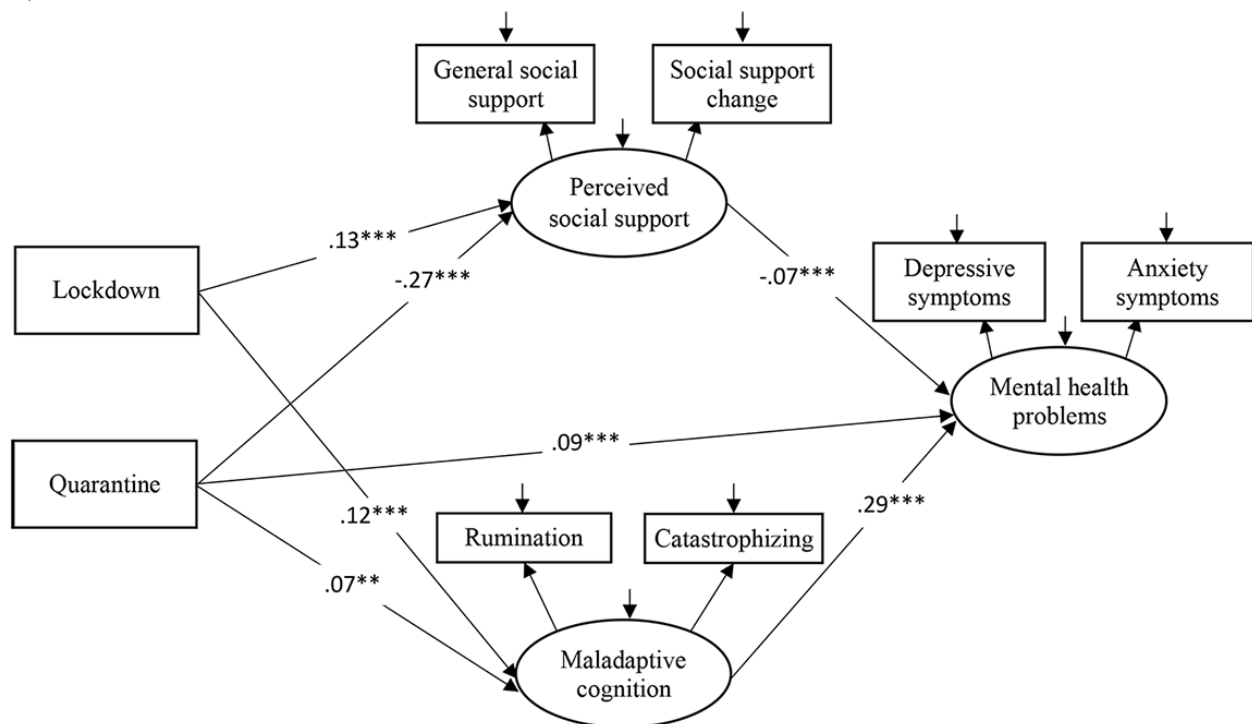 General social
support
Social support
change
Perceived
social support
.13***
Lockdown
-.27***
-.07***
Depressive
symptoms
Anxiety
symptoms
Mental health
problems
.09***
Quarantine
.12***
.29***
Rumination
Catastrophizing
.07**
Maladaptive
cognition